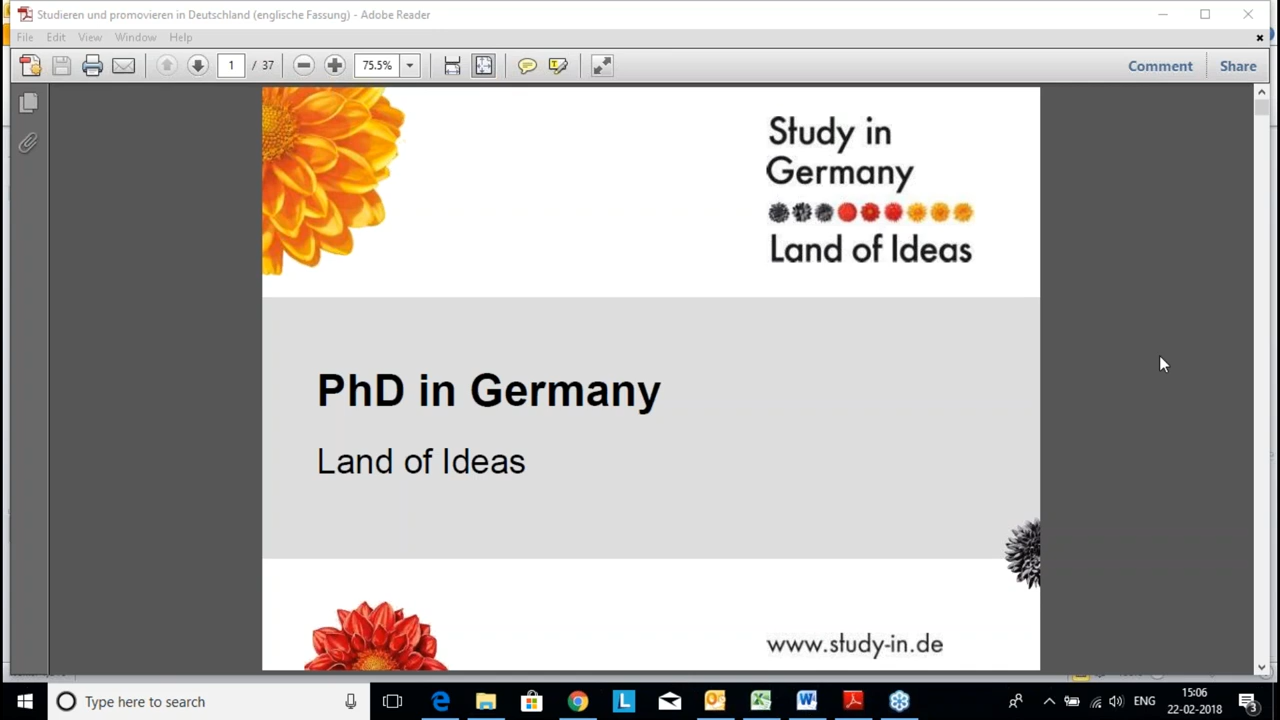 Studieren und promovieren in Deutschland (englische Fassung) - Adobe Reader
File Edit View Window Help
1 / 37 75.5% Comment Share
Study in
Germany
Land of Ideas
PhD in Germany
Land of Ideas
www.study-in.de
Type here to search
ENG
15:06
22-02-2018
3